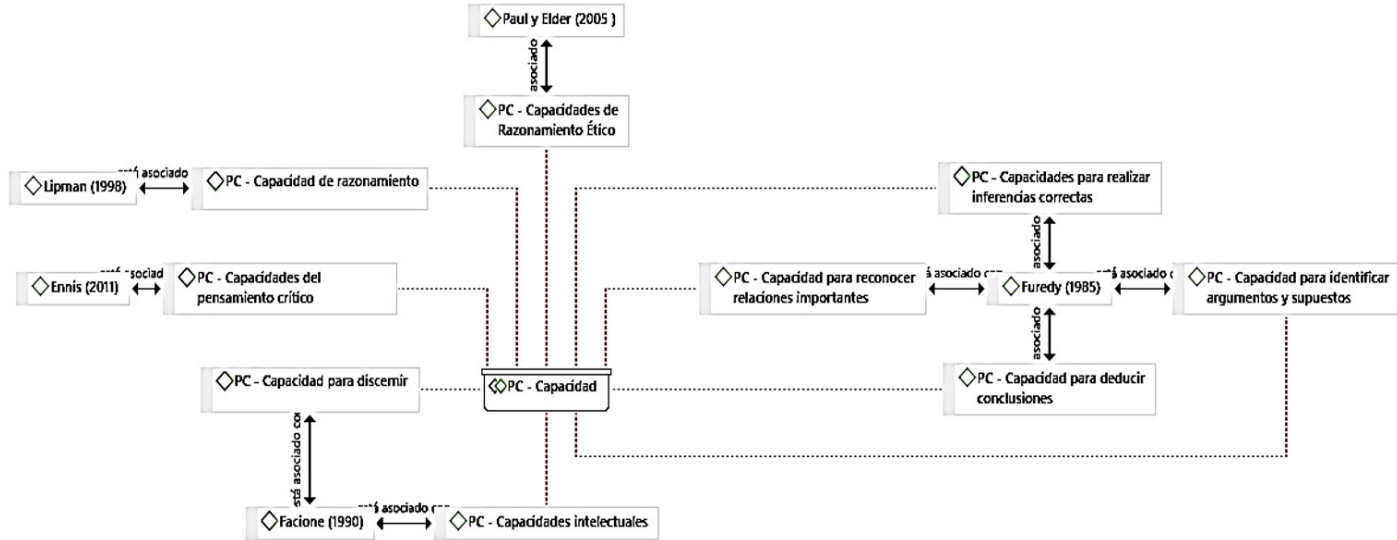 Paul y Elder (2005 )
asociado
PC - Capacidades de
Razonamiento Ético
Lipman (1998)
asociado
PC - Capacidad de razonamiento
PC - Capacidades para realizar
inferencias correctas
asociado
Ennis (2011)
PC - Capacidades del
pensamiento crítico
PC - Capacidad para reconocer
relaciones importantes
asociado
Furedy (1985)
asociado
PC - Capacidad para identificar
argumentos y supuestos
asociado
PC - Capacidad para discernir
PC - Capacidad
PC - Capacidad para deducir
conclusiones
asociado
Facione (1990)
asociado
PC - Capacidades intelectuales